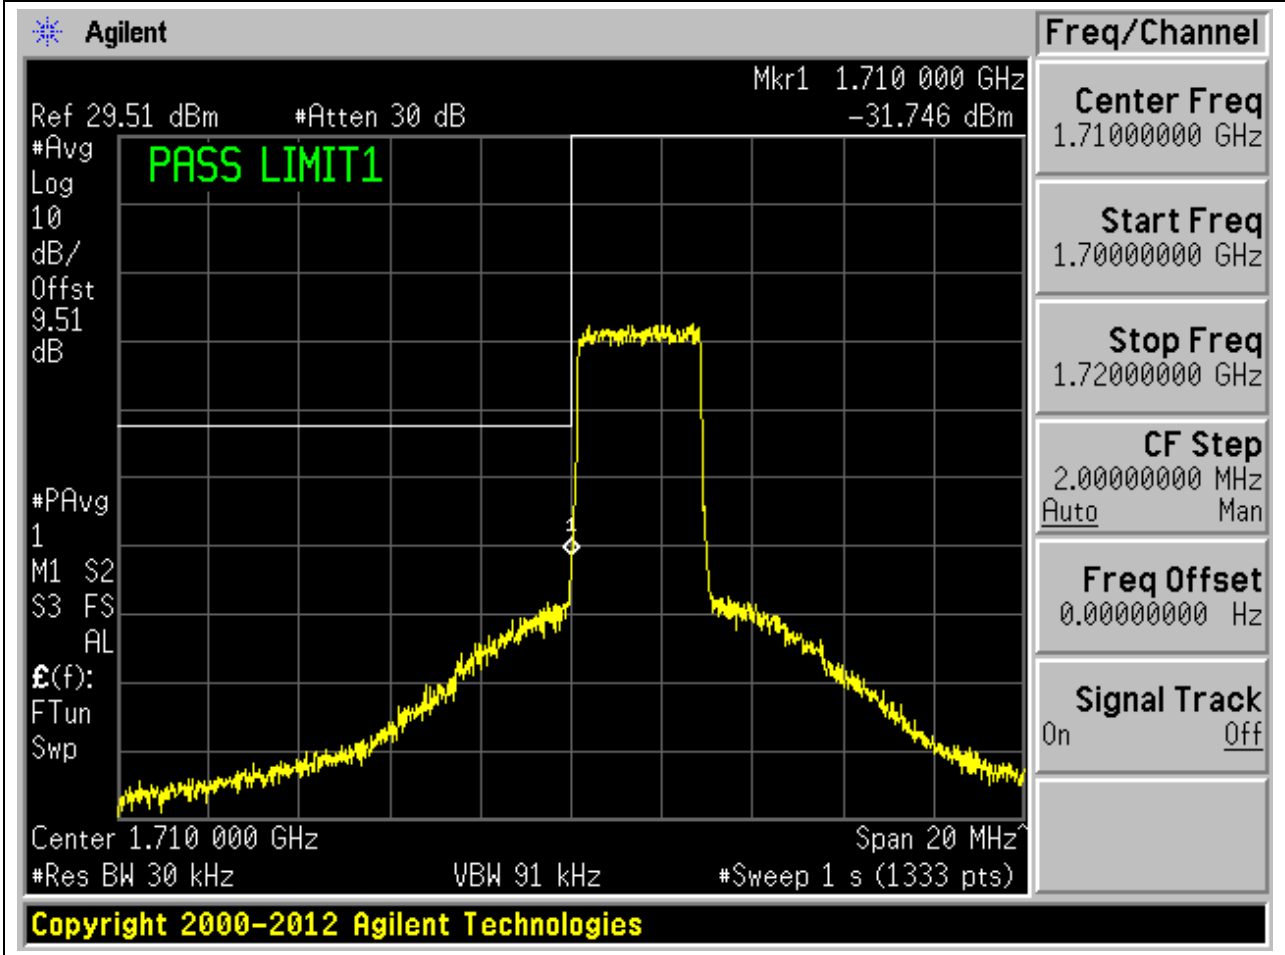 Agilent
Freq/Channel
Mkr1 1.710 000 GHz
Ref 29.51 dBm #Atten 30 dB -31.746 dBm
#Avg
Log
10
dB/
Offst
9.51
dB
PASS LIMIT1
#PAvg
1
M1 S2
S3 FS
AL
£(f):
FTun
Swp
1
Center 1.710 000 GHz Span 20 MHz^
#Res BW 30 kHz VBW 91 kHz #Sweep 1 s (1333 pts)
Copyright 2000-2012 Agilent Technologies
Center Freq
1.71000000 GHz
Start Freq
1.70000000 GHz
Stop Freq
1.72000000 GHz
CF Step
2.00000000 MHz
Auto Man
Freq Offset
0.00000000 Hz
Signal Track
On Off